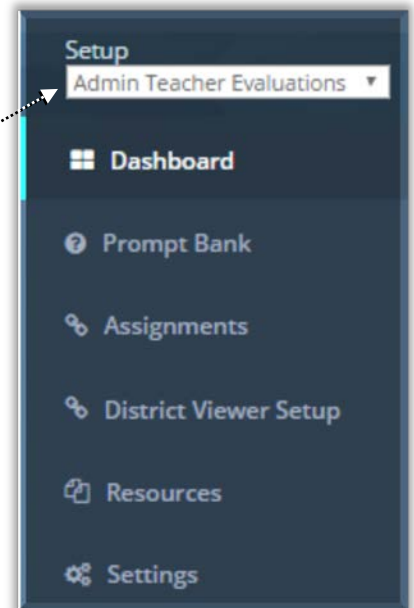 Setup
Admin Teacher Evaluations
Dashboard
Prompt Bank
Assignments
District Viewer Setup
Resources
Settings